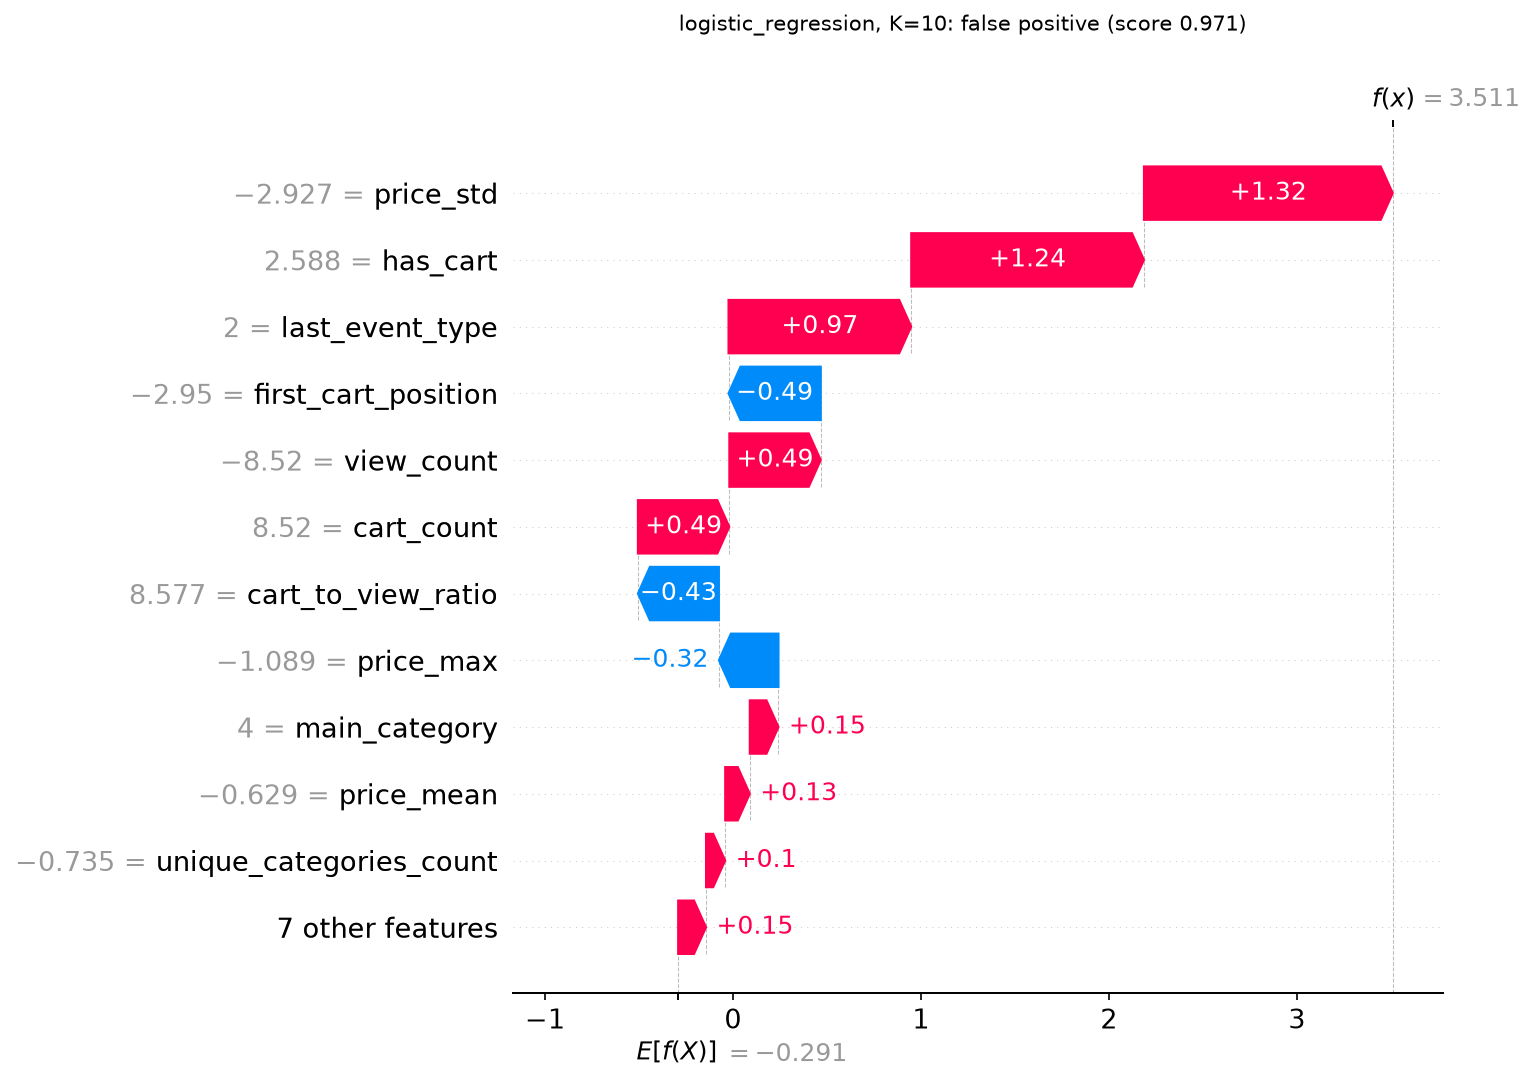 logistic_regression, K=10: false positive (score 0.971)
f(x) = 3.511
−2.927 = price_std +1.32
2.588 = has_cart +1.24
2 = last_event_type +0.97
−2.95 = first_cart_position −0.49
−8.52 = view_count +0.49
8.52 = cart_count +0.49
8.577 = cart_to_view_ratio −0.43
−1.089 = price_max −0.32
4 = main_category +0.15
−0.629 = price_mean +0.13
−0.735 = unique_categories_count +0.1
7 other features +0.15
−1 0 1 2 3
E[f(X)] = −0.291